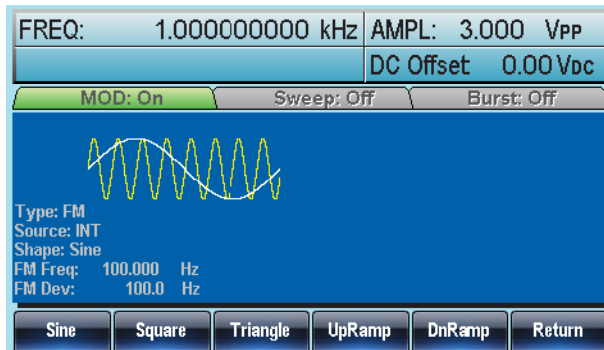 FREQ: 1.000000000 kHz AMPL: 3.000 VPP
DC Offset 0.00 VDC
MOD: On Sweep: Off Burst: Off
Type: FM
Source: INT
Shape: Sine
FM Freq: 100.000 Hz
FM Dev: 100.0 Hz
Sine Square Triangle UpRamp DnRamp Return